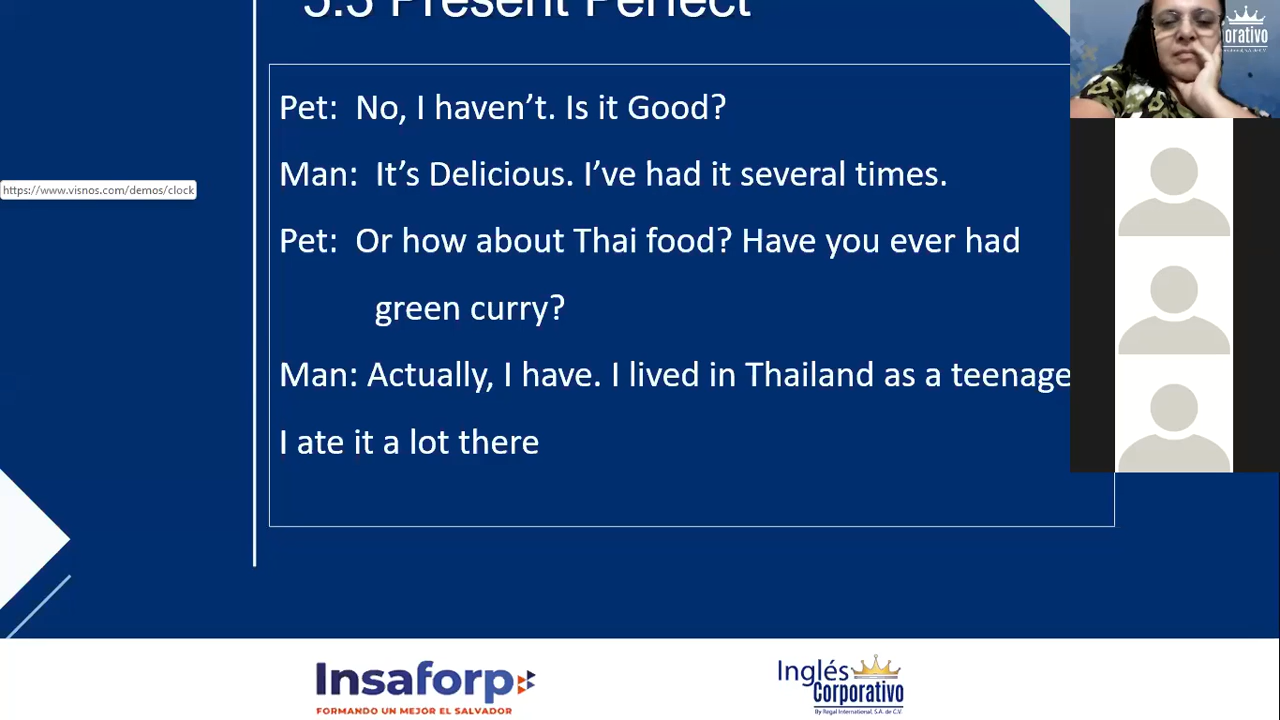 5.5 Present Perfect
orativo
Pet: No, I haven't. Is it Good?
Man: It's Delicious. I've had it several times.
https://www.visnos.com/demos/clock
Pet: Or how about Thai food? Have you ever had
green curry?
Man: Actually, I have. I lived in Thailand as a teenage
I ate it a lot there
Insaforp
FORMANDO UN MEJOR EL SALVADOR
Inglés
Corporativo
By Regal International, S.A. de C.V.